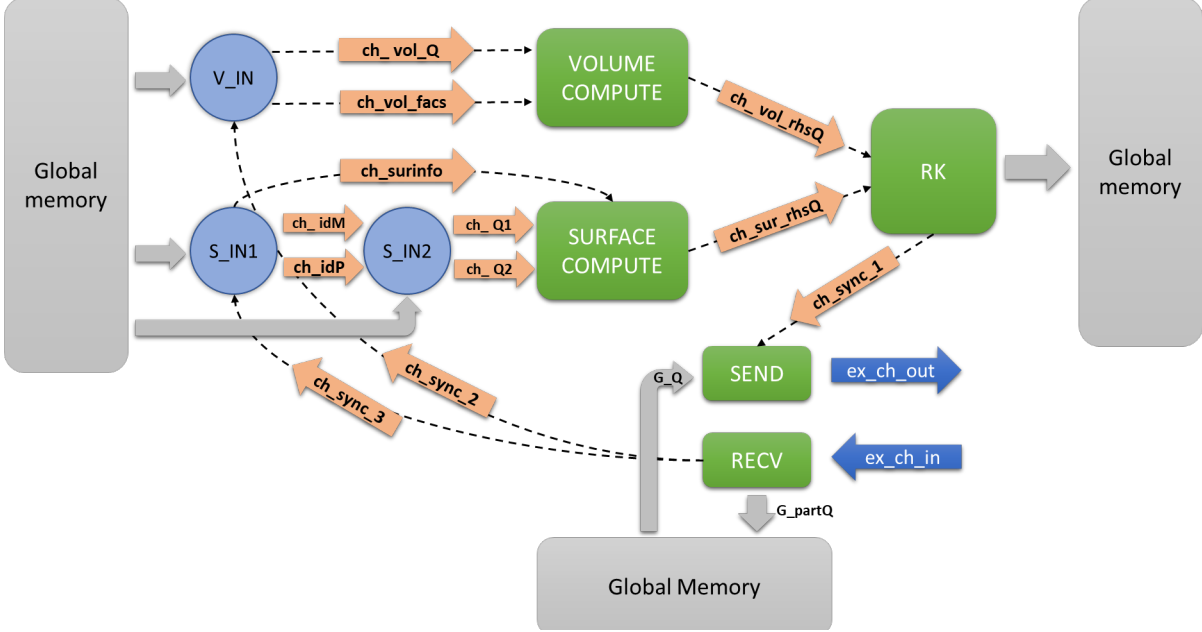 Global
memory
V_IN
ch_ vol_Q
ch_vol_facs
VOLUME
COMPUTE
ch_ vol_rhsQ
RK
Global
memory
ch_surinfo
S_IN1
ch_ idM
ch_idP
S_IN2
ch_ Q1
ch_ Q2
SURFACE
COMPUTE
ch_sur_rhsQ
ch_sync_1
ch_sync_3
ch_sync_2
G_Q
SEND
ex_ch_out
RECV
ex_ch_in
G_partQ
Global Memory